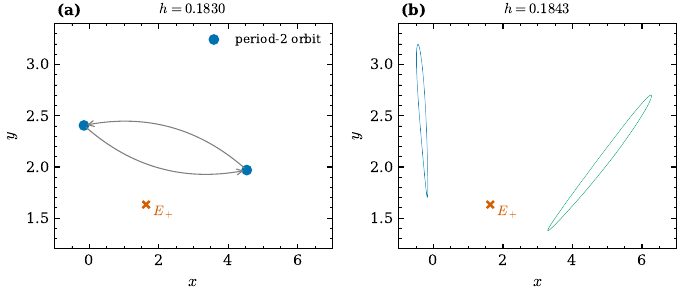 (a)
h = 0.1830
period-2 orbit
3.0
2.5
2.0
1.5
y
E+
0
2
4
6
x
(b)
h = 0.1843
3.0
2.5
2.0
1.5
y
E+
0
2
4
6
x